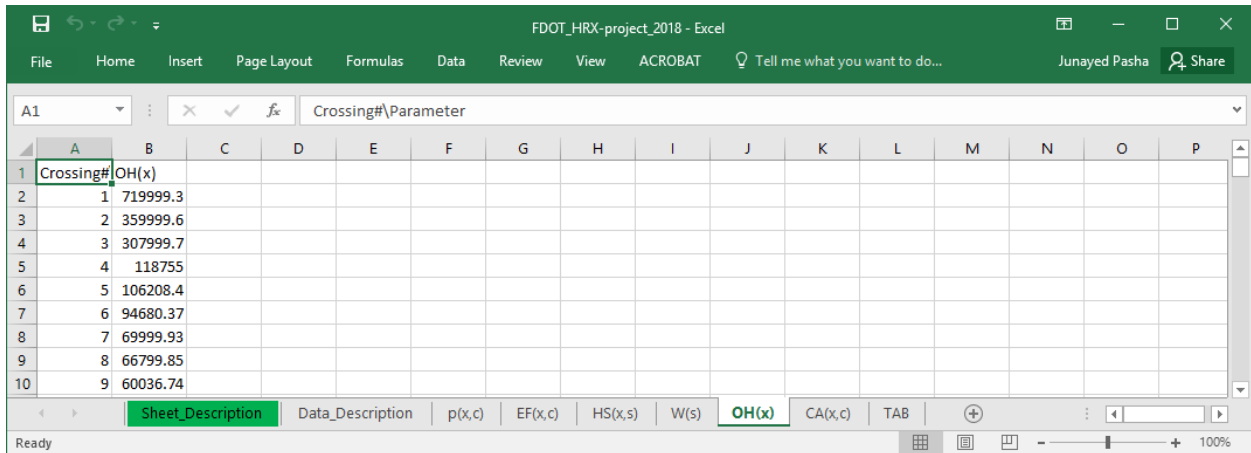 FDOT_HRX-project_2018 - Excel
File Home Insert Page Layout Formulas Data Review View ACROBAT Tell me what you want to do... Junayed Pasha Share
A1 fx Crossing#\Parameter
A B C D E F G H I J K L M N O P
1 Crossing# OH(x)
2 1 719999.3
3 2 359999.6
4 3 307999.7
5 4 118755
6 5 106208.4
7 6 94680.37
8 7 69999.93
9 8 66799.85
10 9 60036.74
Sheet_Description Data_Description p(x,c) EF(x,c) HS(x,s) W(s) OH(x) CA(x,c) TAB
Ready 100%